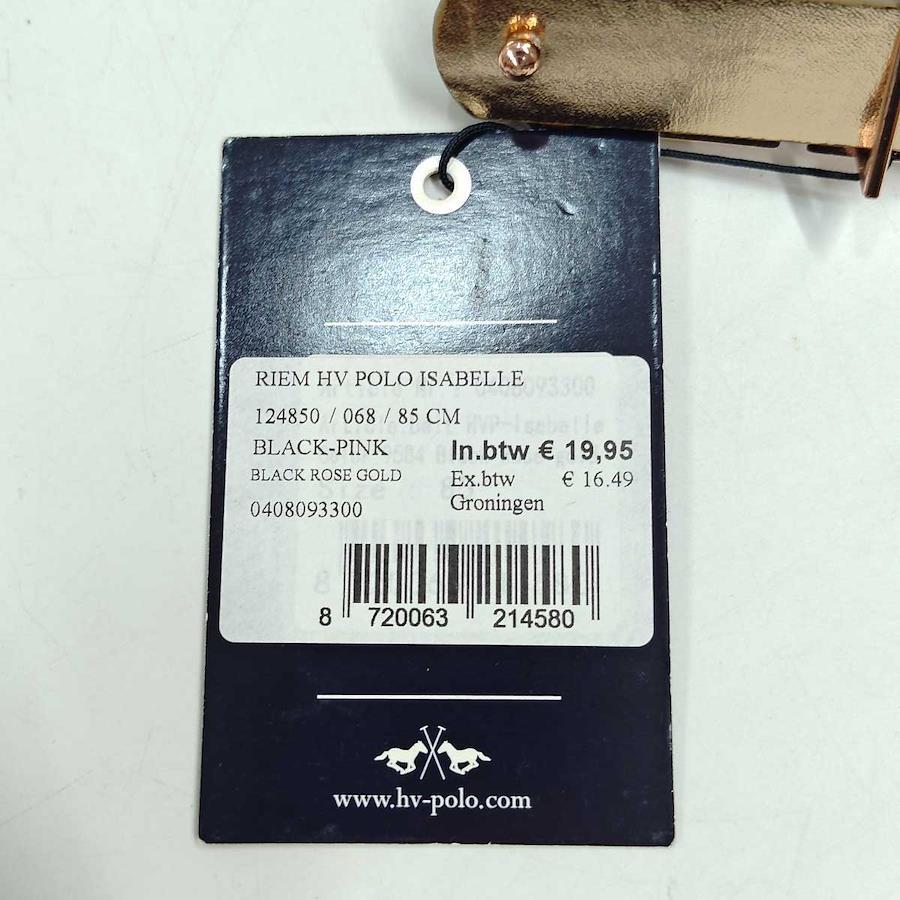 RIEM HV POLO ISABELLE
124850 / 068 / 85 CM
BLACK-PINK In.btw € 19,95
BLACK ROSE GOLD Ex.btw € 16.49
0408093300 Groningen
8 720063 214580
www.hv-polo.com